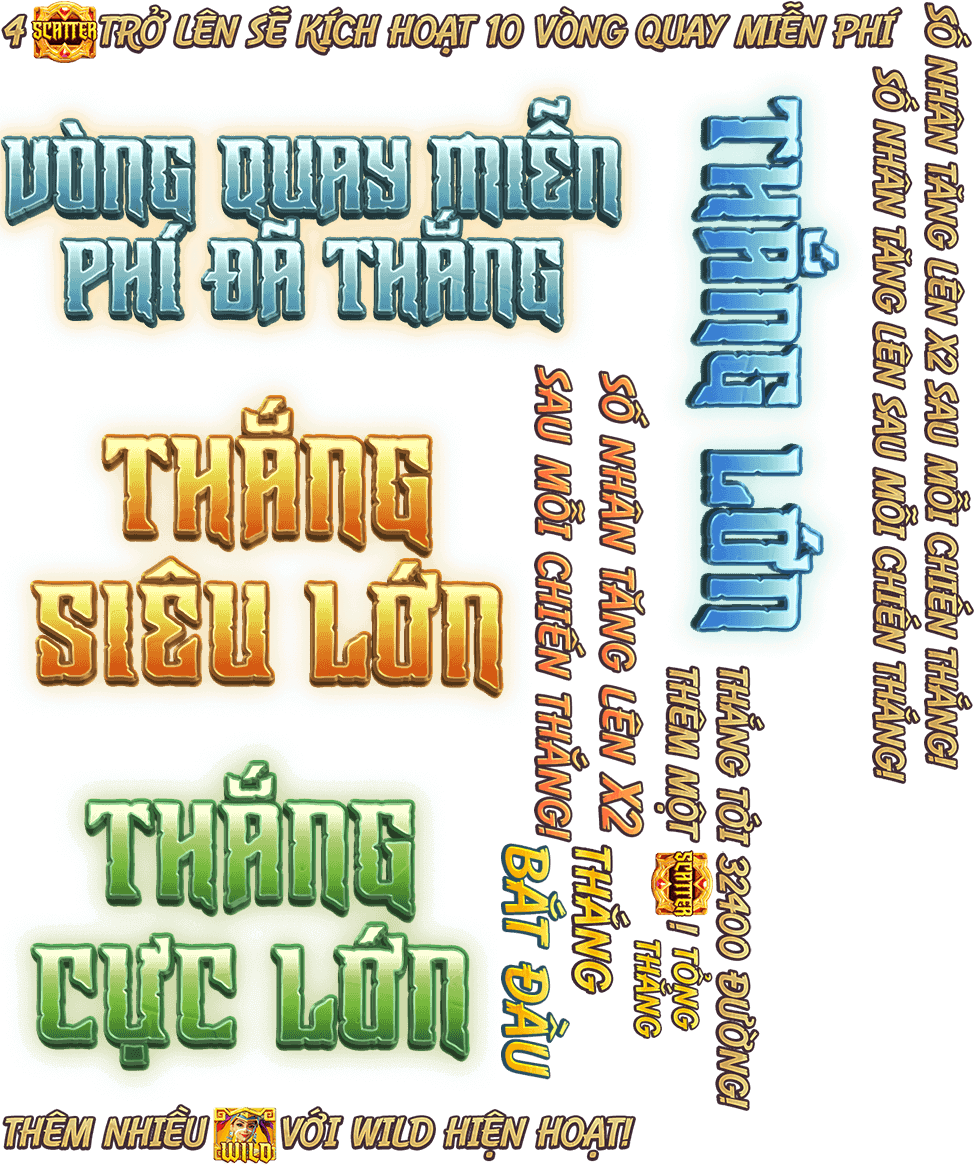 4 SCATTER TRỞ LÊN SẼ KÍCH HOẠT 10 VÒNG QUAY MIỄN PHÍ
VÒNG QUAY MIỄN
PHÍ ĐÃ THẮNG
THẮNG
SIÊU LỚN
THẮNG
CỰC LỚN
THÊM NHIỀU WILD VỚI WILD HIỆN HOẠT!
THẮNG LỚN
SỐ NHÂN TĂNG LÊN X2 SAU MỖI CHIẾN THẮNG!
SỐ NHÂN TĂNG LÊN SAU MỖI CHIẾN THẮNG!
SỐ NHÂN TĂNG LÊN X2
SAU MỖI CHIẾN THẮNG!
THẮNG TỚI 32400 ĐƯỜNG!
THÊM MỘT SCATTER !
TỔNG
THẮNG
THẮNG
BẮT ĐẦU